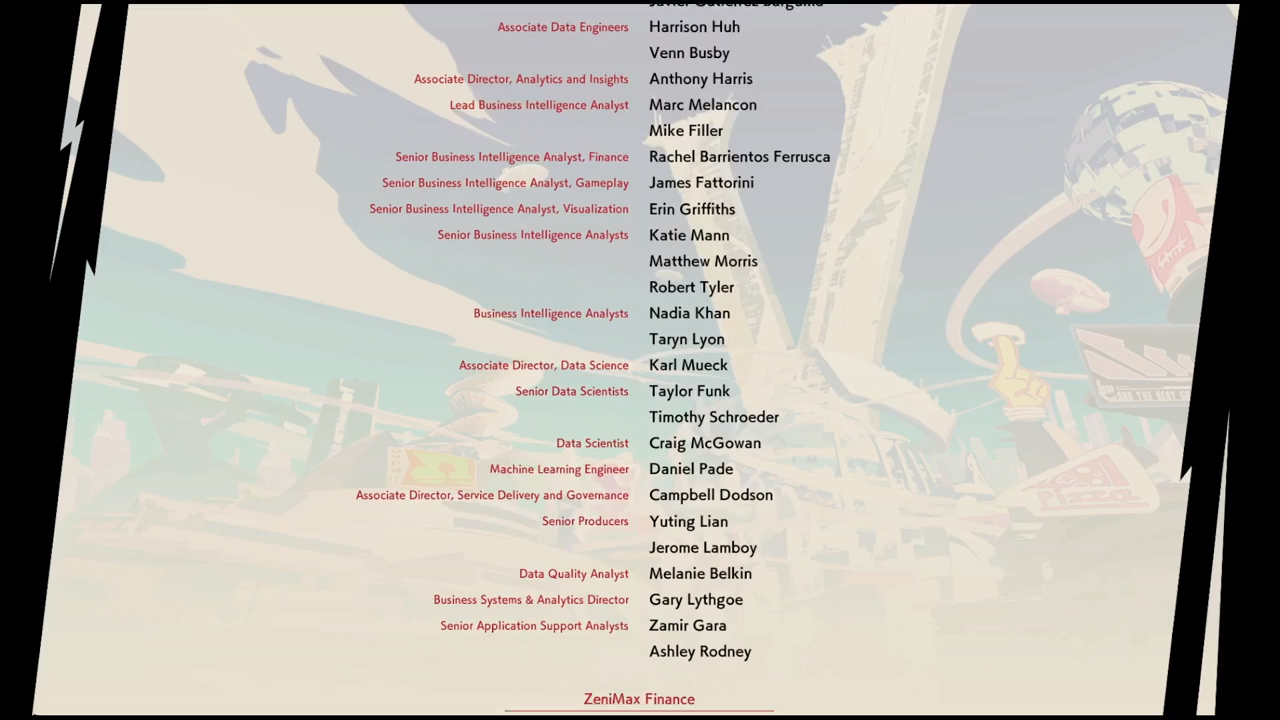 Associate Data Engineers Harrison Huh
Venn Busby
Associate Director, Analytics and Insights Anthony Harris
Lead Business Intelligence Analyst Marc Melancon
Mike Filler
Senior Business Intelligence Analyst, Finance Rachel Barrientos Ferrusca
Senior Business Intelligence Analyst, Gameplay James Fattorini
Senior Business Intelligence Analyst, Visualization Erin Griffiths
Senior Business Intelligence Analysts Katie Mann
Matthew Morris
Robert Tyler
Business Intelligence Analysts Nadia Khan
Taryn Lyon
Associate Director, Data Science Karl Mueck
Senior Data Scientists Taylor Funk
Timothy Schroeder
Data Scientist Craig McGowan
Machine Learning Engineer Daniel Pade
Associate Director, Service Delivery and Governance Campbell Dodson
Senior Producers Yuting Lian
Jerome Lamboy
Data Quality Analyst Melanie Belkin
Business Systems & Analytics Director Gary Lythgoe
Senior Application Support Analysts Zamir Gara
Ashley Rodney
ZeniMax Finance